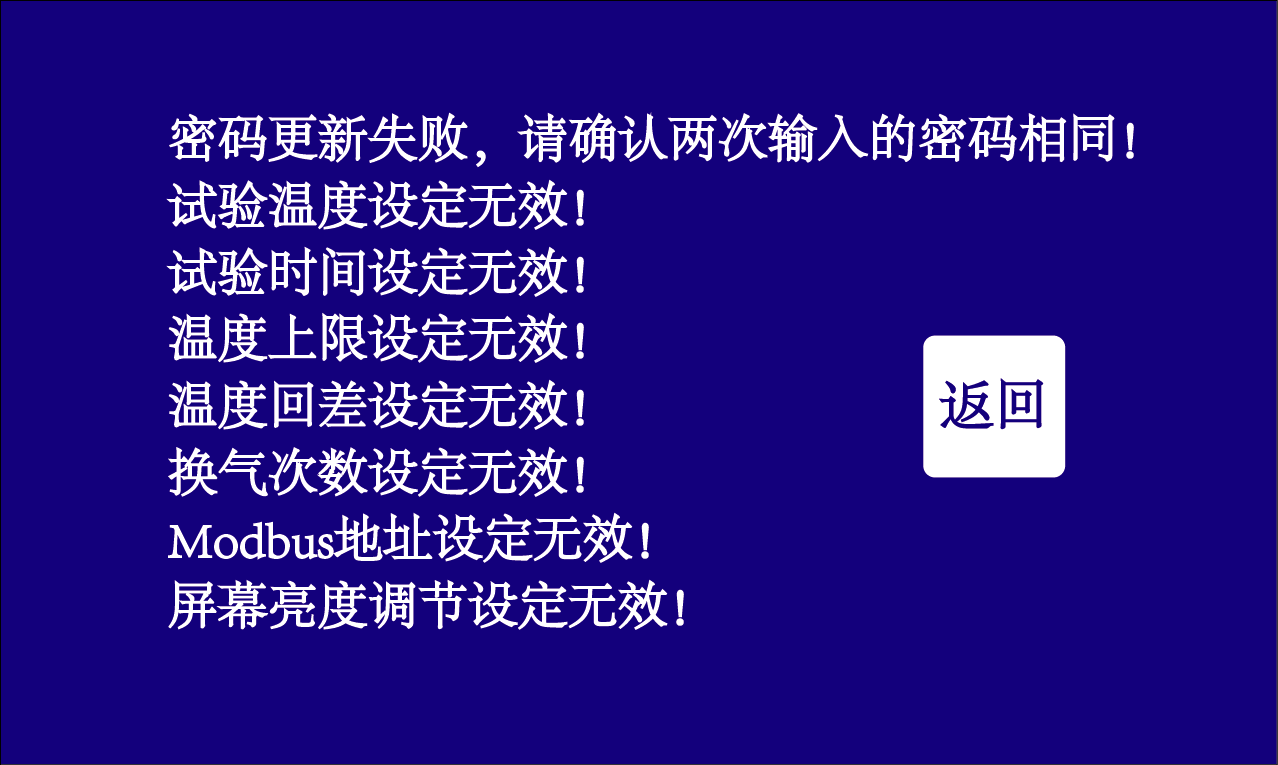 密码更新失败，请确认两次输入的密码相同！
试验温度设定无效！
试验时间设定无效！
温度上限设定无效！
温度回差设定无效！
返回
换气次数设定无效！
Modbus地址设定无效！
屏幕亮度调节设定无效！